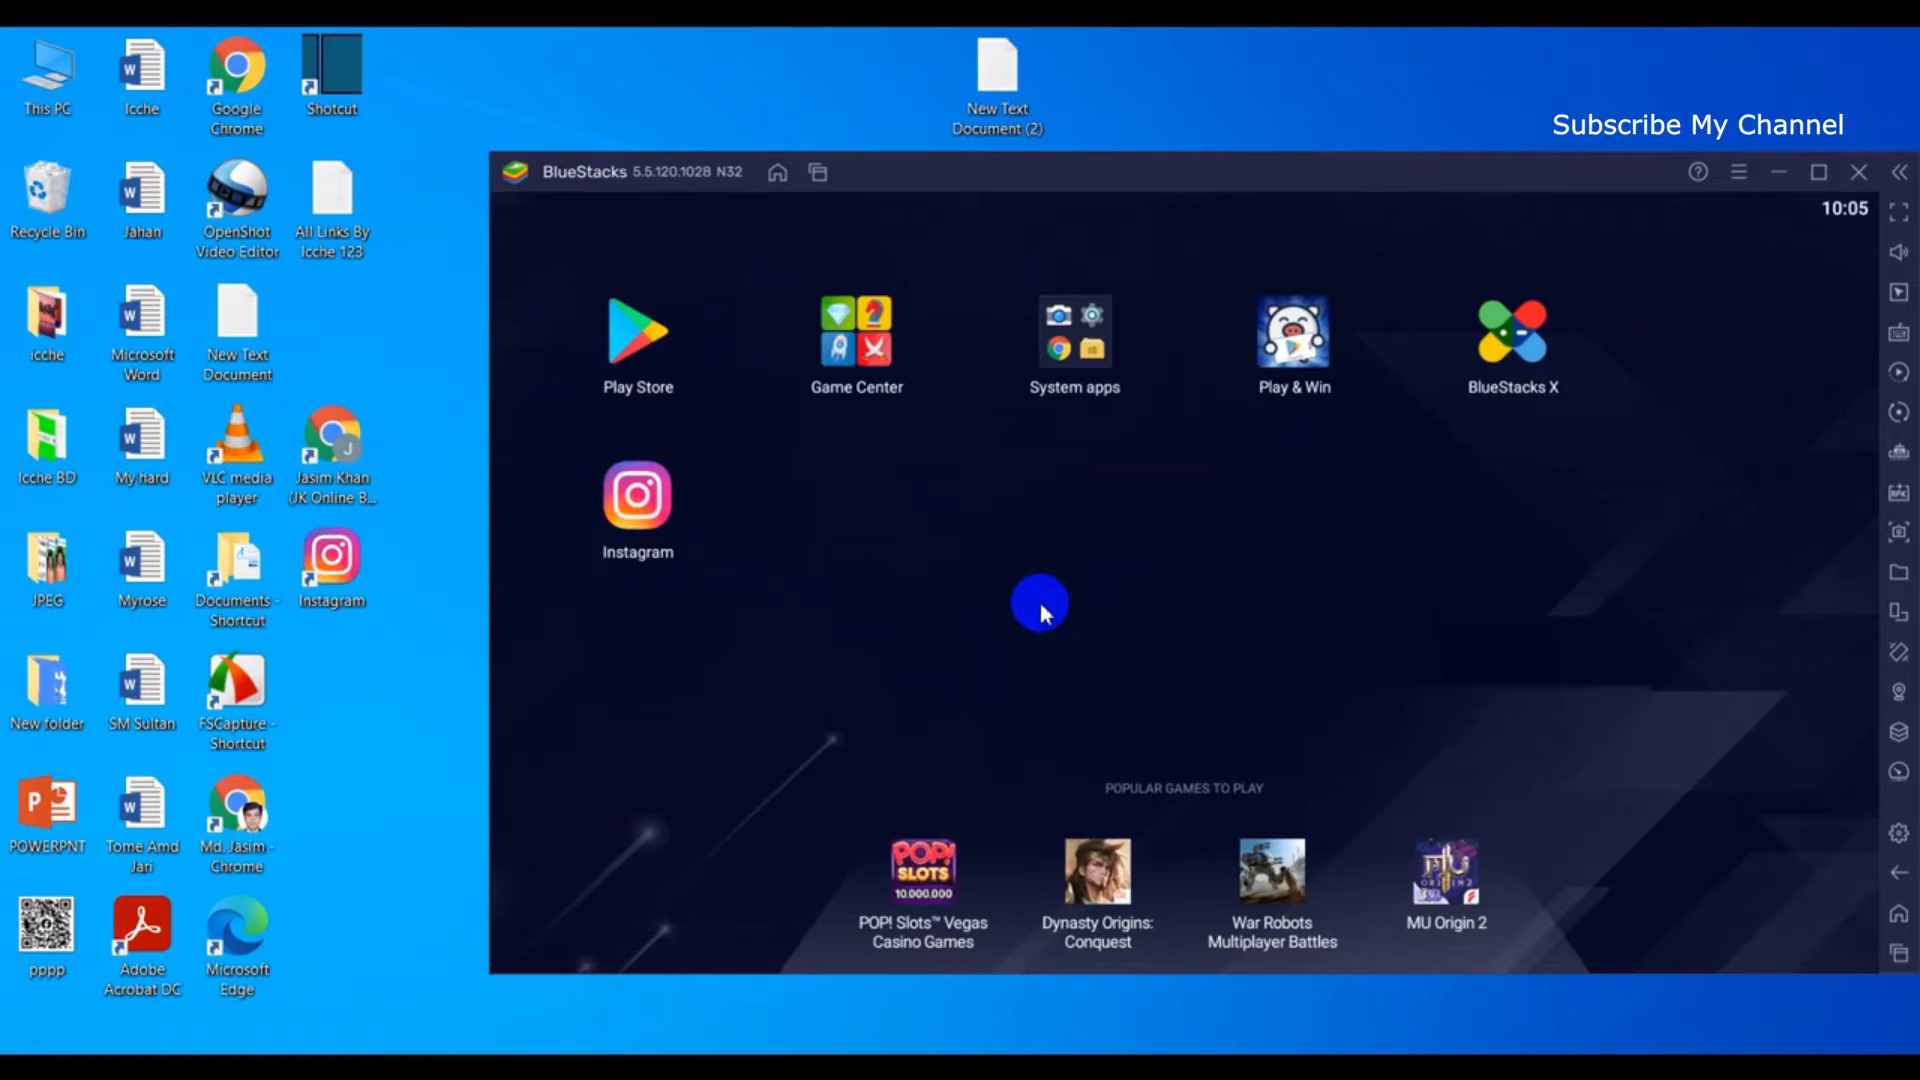 This PC
Icche
Google
Chrome
Shotcut
New Text
Document (2)
Subscribe My Channel
Recycle Bin
Jahan
OpenShot
Video Editor
All Links By
Icche 123
icche
Microsoft
Word
New Text
Document
Icche BD
My hard
VLC media
player
Jasim Khan
(JK Online B...
JPEG
Myrose
Documents -
Shortcut
Instagram
New folder
SM Sultan
FSCapture -
Shortcut
POWERPNT
Tome Amd
Jari
Md. Jasim -
Chrome
pppp
Adobe
Acrobat DC
Microsoft
Edge
BlueStacks 5.5.120.1028 N32
10:05
Play Store
Game Center
System apps
Play & Win
BlueStacks X
Instagram
POPULAR GAMES TO PLAY
POP!
SLOTS
10.000.000
MU
ORIGIN 2
POP! Slots™ Vegas
Casino Games
Dynasty Origins:
Conquest
War Robots
Multiplayer Battles
MU Origin 2